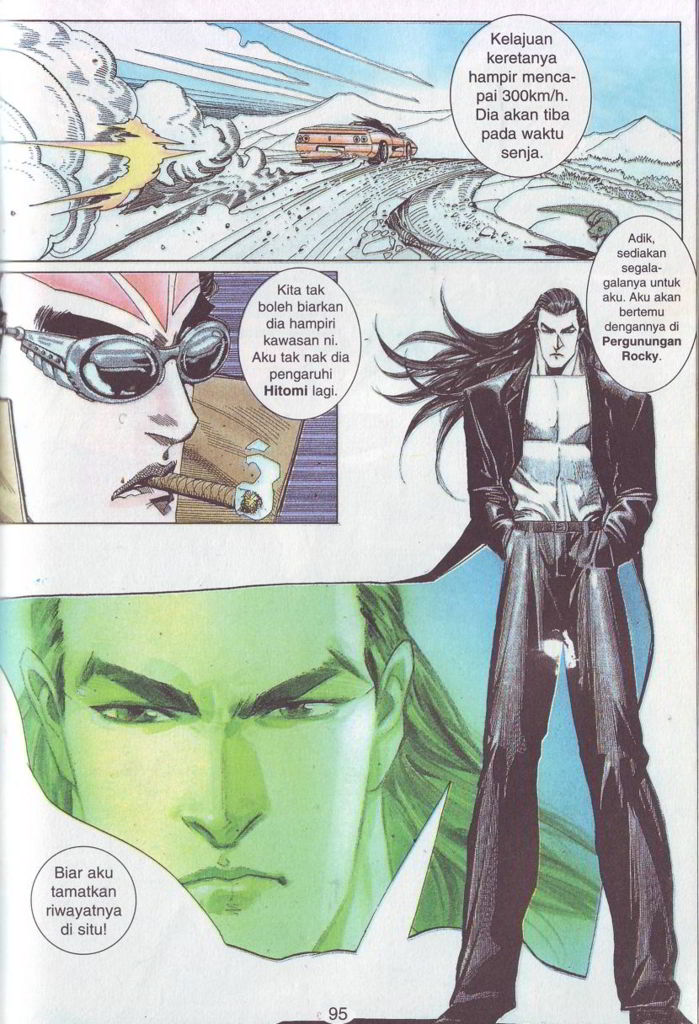 Kelajuan
keretanya
hampir menca-
pai 300km/h.
Dia akan tiba
pada waktu
senja.
Kita tak
boleh biarkan
dia hampiri
kawasan ni.
Aku tak nak dia
pengaruhi
Hitomi lagi.
Adik,
sediakan
segala-
galanya untuk
aku. Aku akan
bertemu
dengannya di
Pergunungan
Rocky.
Biar aku
tamatkan
riwayatnya
di situ!
95